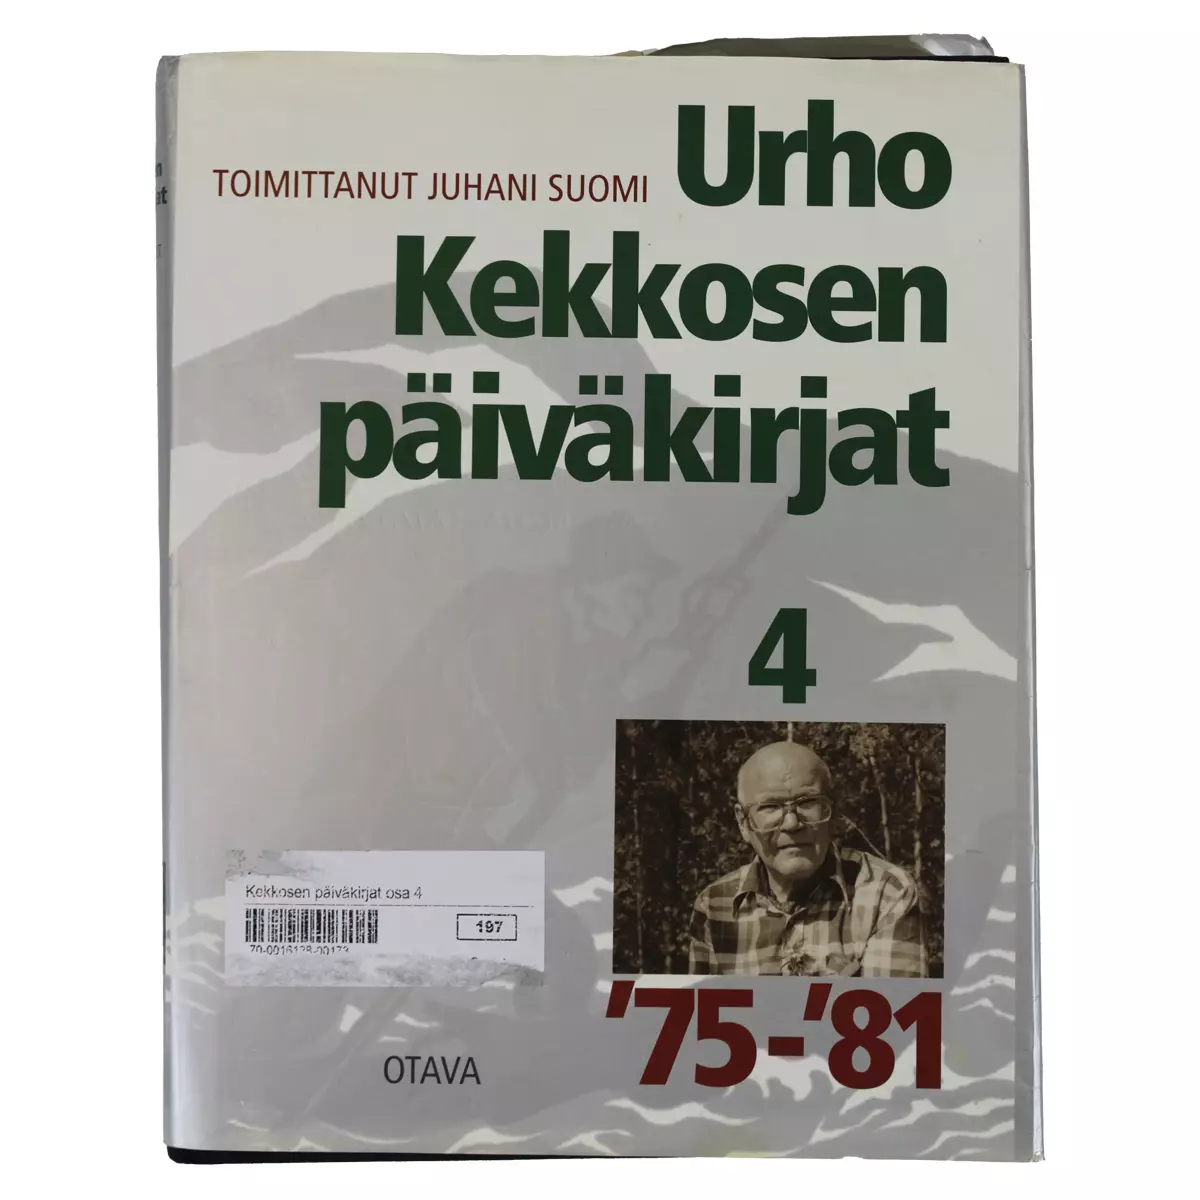 Urho
TOIMITTANUT JUHANI SUOMI
Kekkosen
päiväkirjat
4
Kekkosen päiväkirjat osa 4
197
'75-'81
OTAVA